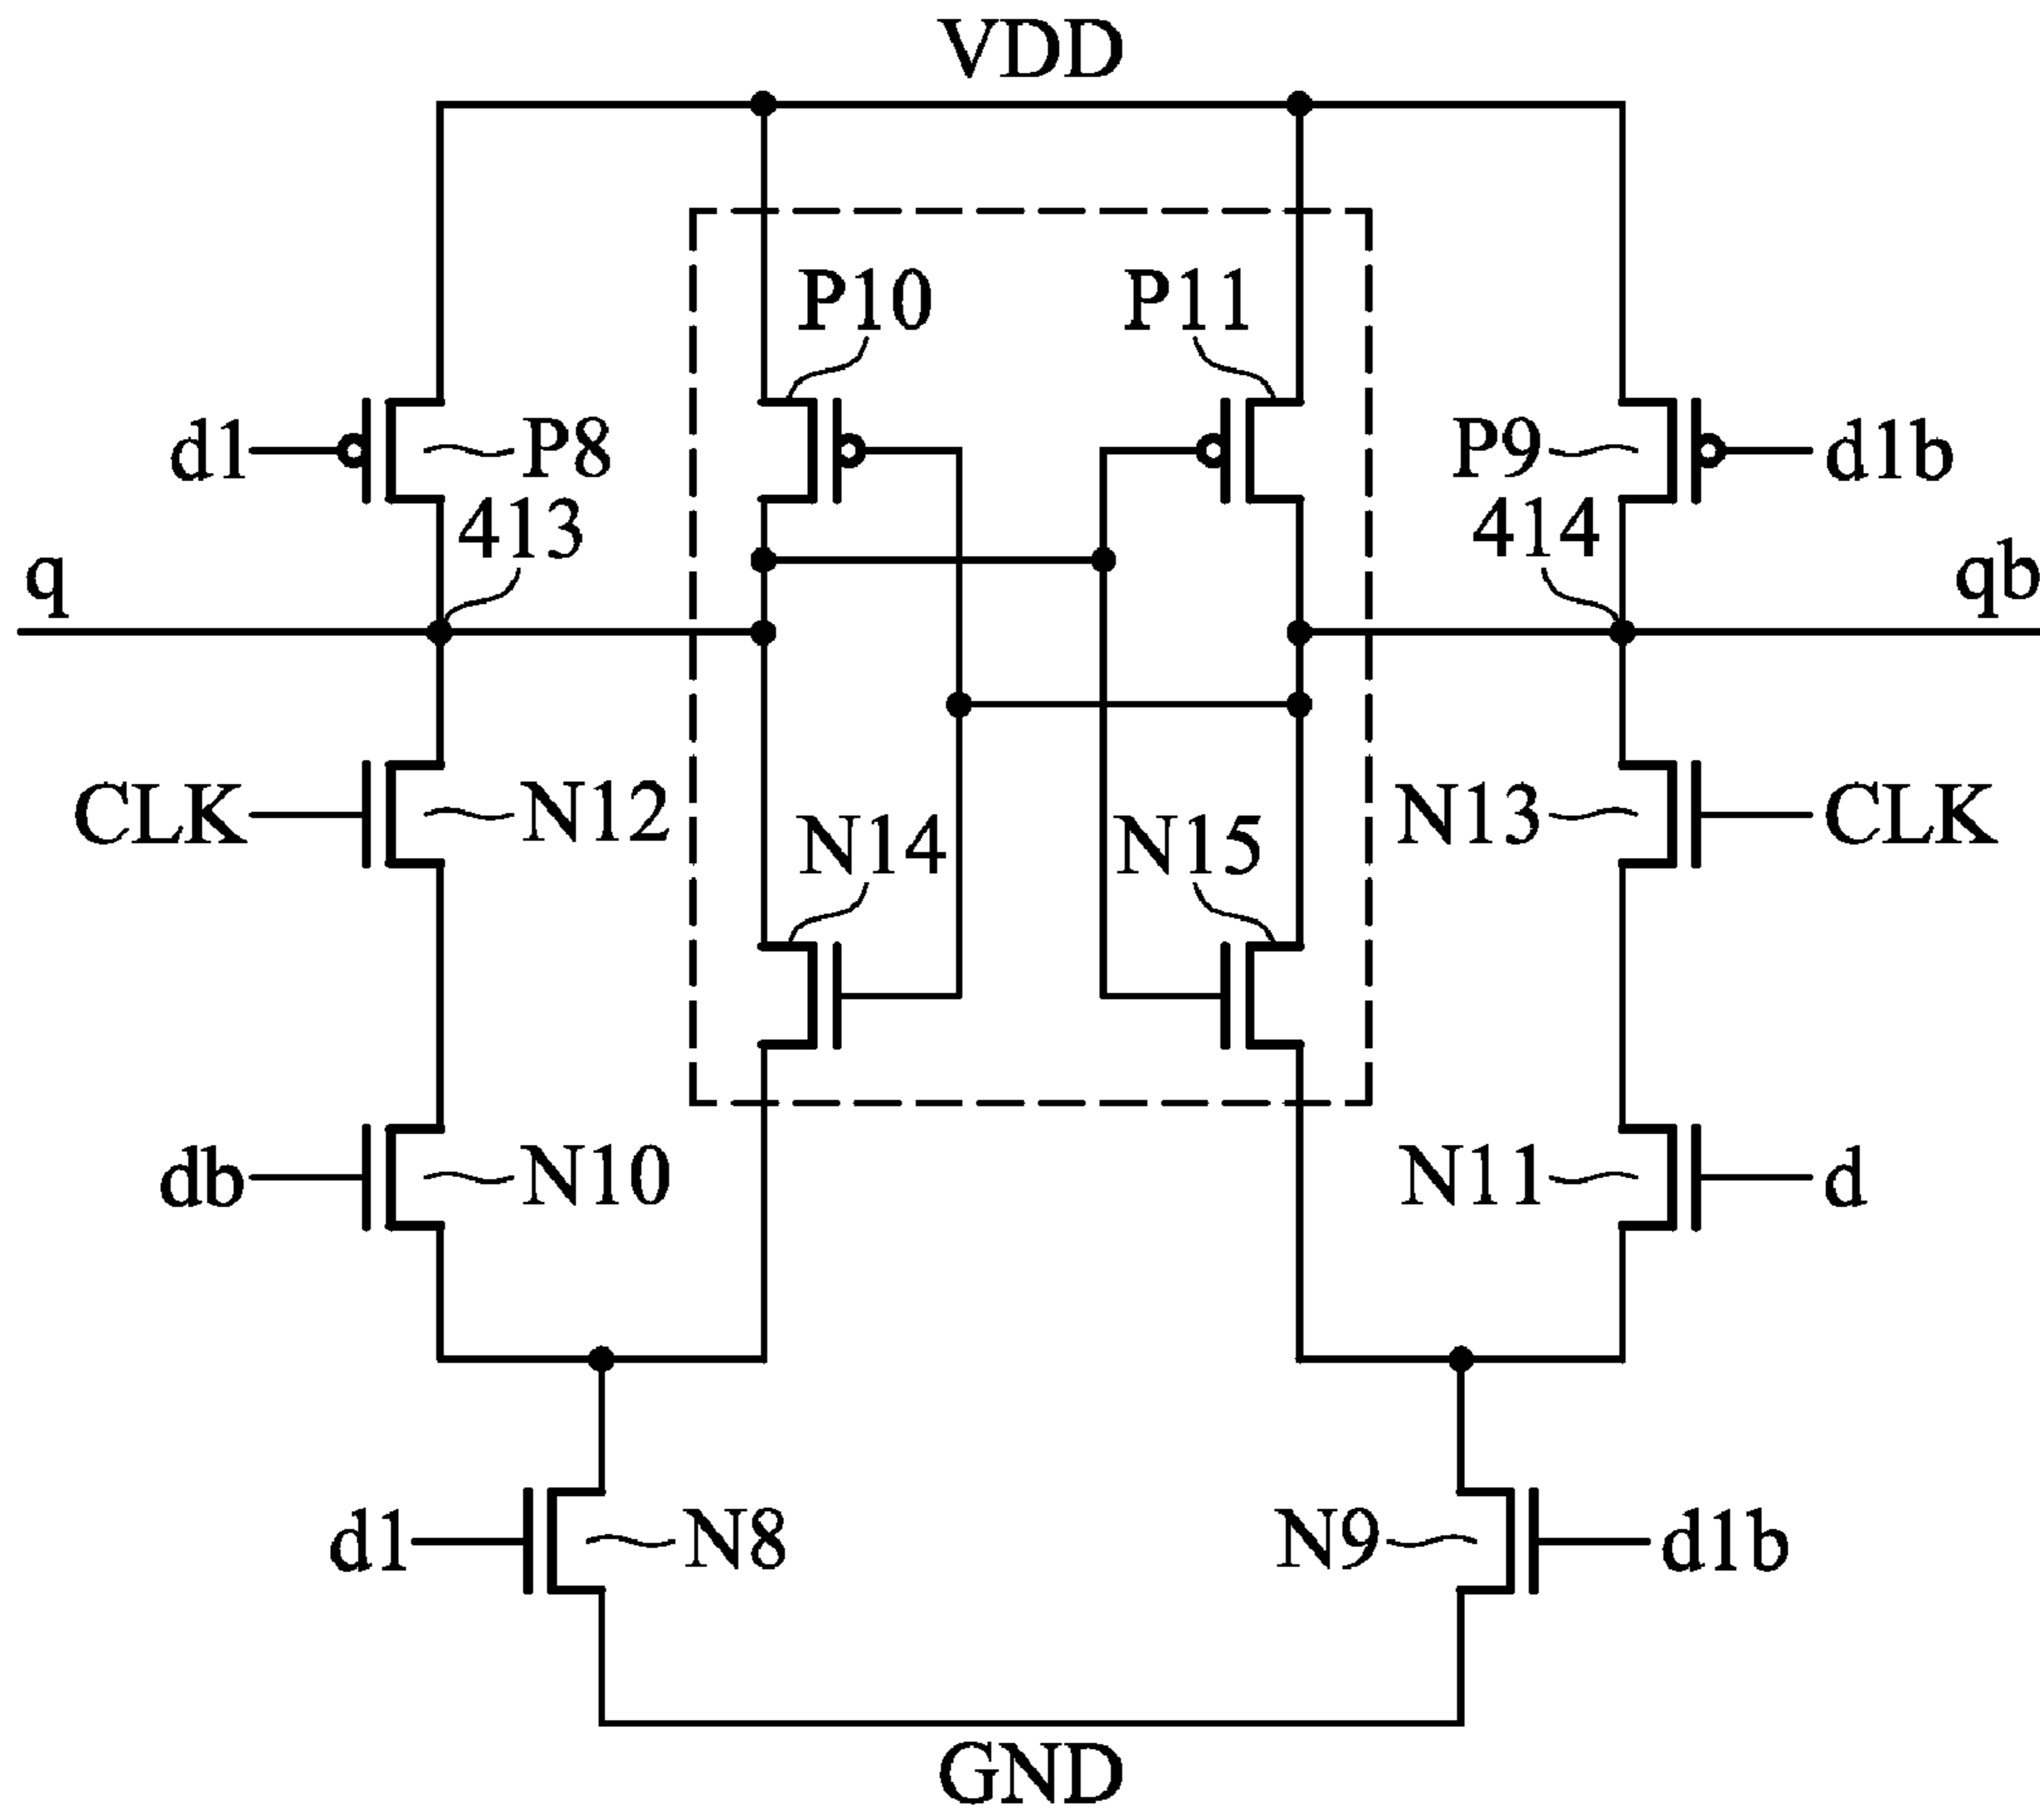 VDD
P10 P11
d1 P8 P9 d1b
413 414
q qb
CLK N12 N14 N15 N13 CLK
db N10 N11 d
d1 N8 N9 d1b
GND